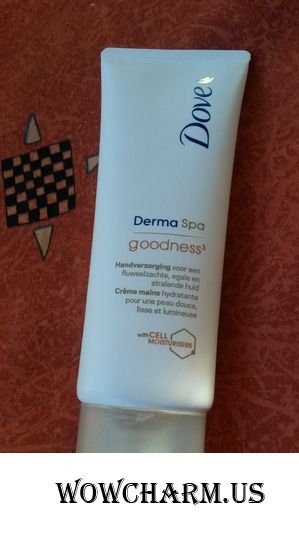 Dove
Derma Spa
goodness³
Handverzorging voor een
fluweelzachte, egale en
stralende huid
Crème mains hydratante
pour une peau douce,
lisse et lumineuse
with CELL
MOISTURISERS
WOWCHARM.US